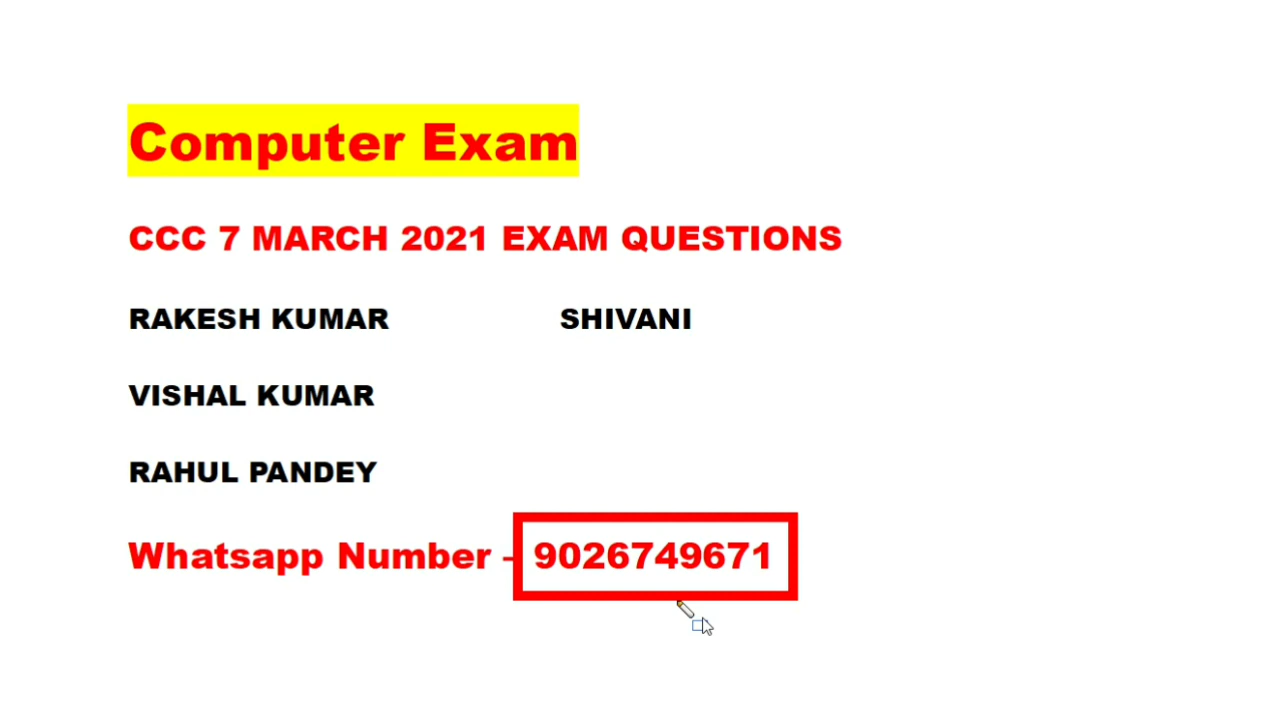 Computer Exam
CCC 7 MARCH 2021 EXAM QUESTIONS
RAKESH KUMAR SHIVANI
VISHAL KUMAR
RAHUL PANDEY
Whatsapp Number – 9026749671